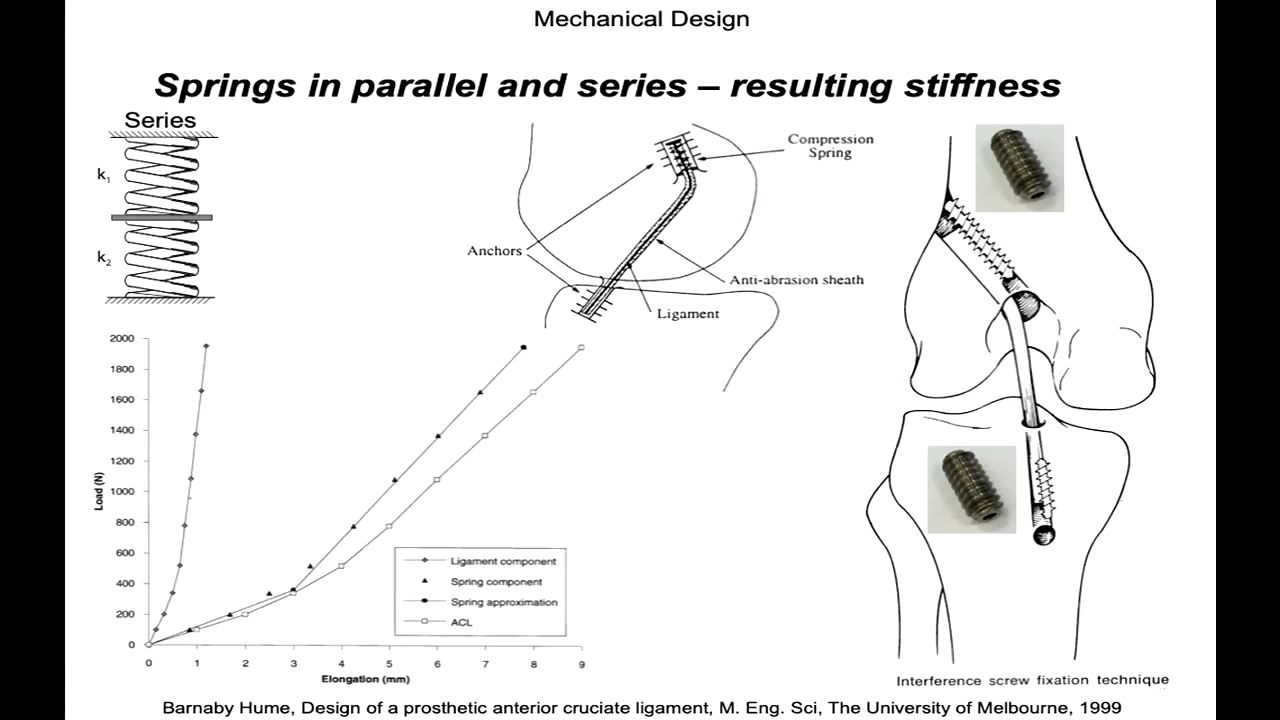 Mechanical Design
Springs in parallel and series – resulting stiffness
Series
k1
k2
Compression
Spring
Anchors
Anti-abrasion sheath
Ligament
2000
1800
1600
1400
1200
1000
800
600
400
200
0
Load (N)
0 1 2 3 4 5 6 7 8 9
Elongation (mm)
Ligament component
Spring component
Spring approximation
ACL
Interference screw fixation technique
Barnaby Hume, Design of a prosthetic anterior cruciate ligament, M. Eng. Sci, The University of Melbourne, 1999